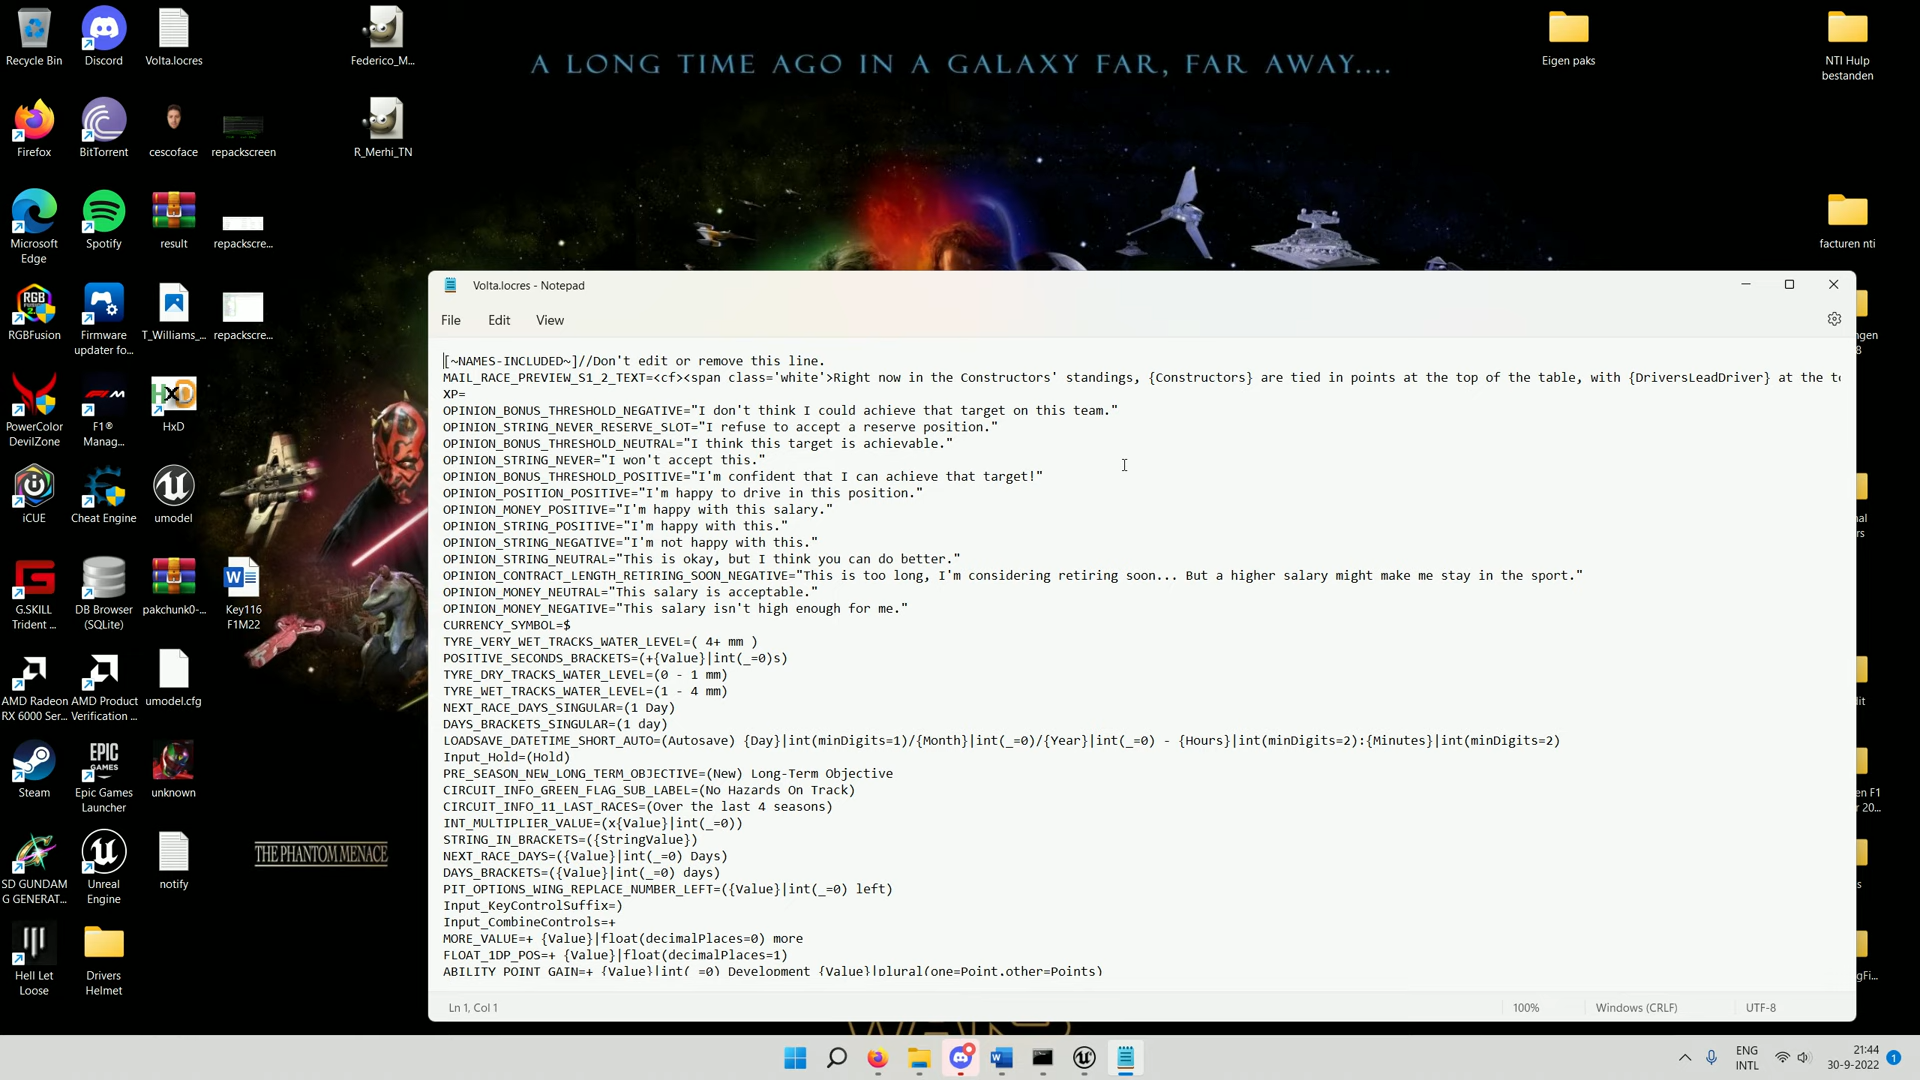 A LONG TIME AGO IN A GALAXY FAR, FAR AWAY....
Recycle Bin
Discord
Volta.locres
Federico_M...
Eigen paks
NTI Hulp
bestanden
Firefox
BitTorrent
cescoface
repackscreen
R_Merhi_TN
Microsoft
Edge
Spotify
result
repackscre...
facturen nti
RGBFusion
Firmware
updater fo...
T_Williams_...
repackscre...
PowerColor
DevilZone
F1®
Manag...
HxD
iCUE
Cheat Engine
umodel
G.SKILL
Trident ...
DB Browser
(SQLite)
pakchunk0-...
Key116
F1M22
AMD Radeon
RX 6000 Ser...
AMD Product
Verification ...
umodel.cfg
Steam
Epic Games
Launcher
unknown
THE PHANTOM MENACE
SD GUNDAM
G GENERAT...
Unreal
Engine
notify
Hell Let
Loose
Drivers
Helmet
Volta.locres - Notepad
File Edit View
[~NAMES-INCLUDED~]//Don't edit or remove this line.
MAIL_RACE_PREVIEW_S1_2_TEXT=<cf><span class='white'>Right now in the Constructors' standings, {Constructors} are tied in points at the top of the table, with {DriversLeadDriver} at the to
XP=
OPINION_BONUS_THRESHOLD_NEGATIVE="I don't think I could achieve that target on this team."
OPINION_STRING_NEVER_RESERVE_SLOT="I refuse to accept a reserve position."
OPINION_BONUS_THRESHOLD_NEUTRAL="I think this target is achievable."
OPINION_STRING_NEVER="I won't accept this."
OPINION_BONUS_THRESHOLD_POSITIVE="I'm confident that I can achieve that target!"
OPINION_POSITION_POSITIVE="I'm happy to drive in this position."
OPINION_MONEY_POSITIVE="I'm happy with this salary."
OPINION_STRING_POSITIVE="I'm happy with this."
OPINION_STRING_NEGATIVE="I'm not happy with this."
OPINION_STRING_NEUTRAL="This is okay, but I think you can do better."
OPINION_CONTRACT_LENGTH_RETIRING_SOON_NEGATIVE="This is too long, I'm considering retiring soon... But a higher salary might make me stay in the sport."
OPINION_MONEY_NEUTRAL="This salary is acceptable."
OPINION_MONEY_NEGATIVE="This salary isn't high enough for me."
CURRENCY_SYMBOL=$
TYRE_VERY_WET_TRACKS_WATER_LEVEL=( 4+ mm )
POSITIVE_SECONDS_BRACKETS=(+{Value}|int(_=0)s)
TYRE_DRY_TRACKS_WATER_LEVEL=(0 - 1 mm)
TYRE_WET_TRACKS_WATER_LEVEL=(1 - 4 mm)
NEXT_RACE_DAYS_SINGULAR=(1 Day)
DAYS_BRACKETS_SINGULAR=(1 day)
LOADSAVE_DATETIME_SHORT_AUTO=(Autosave) {Day}|int(minDigits=1)/{Month}|int(_=0)/{Year}|int(_=0) - {Hours}|int(minDigits=2):{Minutes}|int(minDigits=2)
Input_Hold=(Hold)
PRE_SEASON_NEW_LONG_TERM_OBJECTIVE=(New) Long-Term Objective
CIRCUIT_INFO_GREEN_FLAG_SUB_LABEL=(No Hazards On Track)
CIRCUIT_INFO_11_LAST_RACES=(Over the last 4 seasons)
INT_MULTIPLIER_VALUE=(x{Value}|int(_=0))
STRING_IN_BRACKETS=({StringValue})
NEXT_RACE_DAYS=({Value}|int(_=0) Days)
DAYS_BRACKETS=({Value}|int(_=0) days)
PIT_OPTIONS_WING_REPLACE_NUMBER_LEFT=({Value}|int(_=0) left)
Input_KeyControlSuffix=)
Input_CombineControls=+
MORE_VALUE=+ {Value}|float(decimalPlaces=0) more
FLOAT_1DP_POS=+ {Value}|float(decimalPlaces=1)
ABILITY_POINT_GAIN=+ {Value}|int(_=0) Development {Value}|plural(one=Point,other=Points)
Ln 1, Col 1
100%
Windows (CRLF)
UTF-8
ENG
INTL
21:44
30-9-2022
1